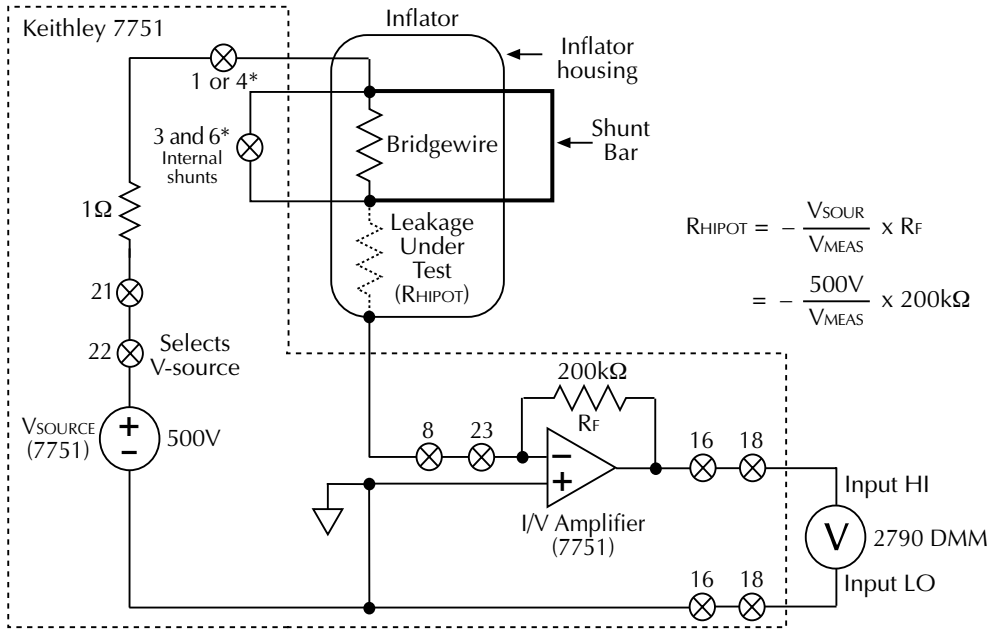 Keithley 7751
Inflator
Inflator
housing
1 or 4*
3 and 6*
Internal
shunts
Bridgewire
Shunt
Bar
1Ω
Leakage
Under
Test
(RHIPOT)
RHIPOT = − VSOUR / VMEAS x RF
= − 500V / VMEAS x 200kΩ
21
22
Selects
V-source
VSOURCE
(7751)
+
−
500V
200kΩ
RF
8
23
−
+
I/V Amplifier
(7751)
16
18
Input HI
V
2790 DMM
Input LO
16
18